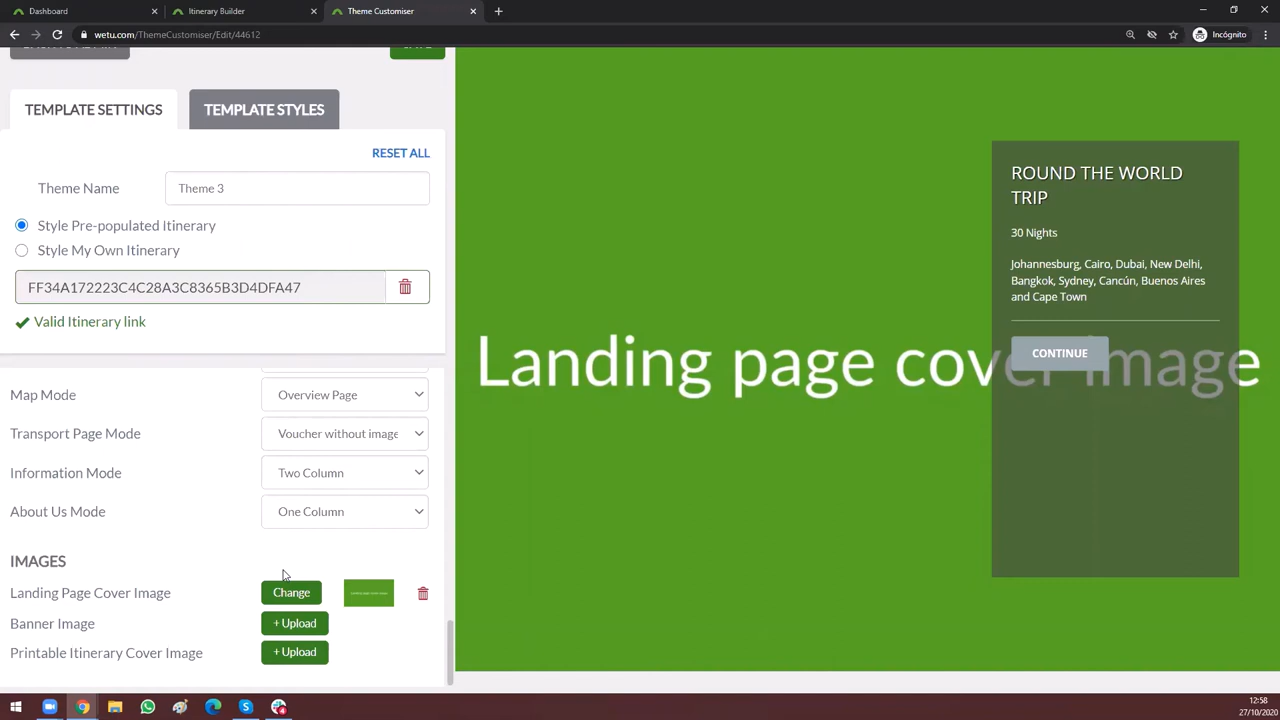 Dashboard
Itinerary Builder
Theme Customiser
wetu.com/ThemeCustomiser/Edit/44612
Incógnito
TEMPLATE SETTINGS
TEMPLATE STYLES
RESET ALL
Theme Name
Theme 3
Style Pre-populated Itinerary
Style My Own Itinerary
FF34A172223C4C28A3C8365B3D4DFA47
Valid Itinerary link
Map Mode
Overview Page
Transport Page Mode
Voucher without image
Information Mode
Two Column
About Us Mode
One Column
IMAGES
Landing Page Cover Image
Change
Banner Image
+ Upload
Printable Itinerary Cover Image
+ Upload
Landing page cover image
ROUND THE WORLD
TRIP
30 Nights
Johannesburg, Cairo, Dubai, New Delhi,
Bangkok, Sydney, Cancún, Buenos Aires
and Cape Town
CONTINUE
12:58
27/10/2020